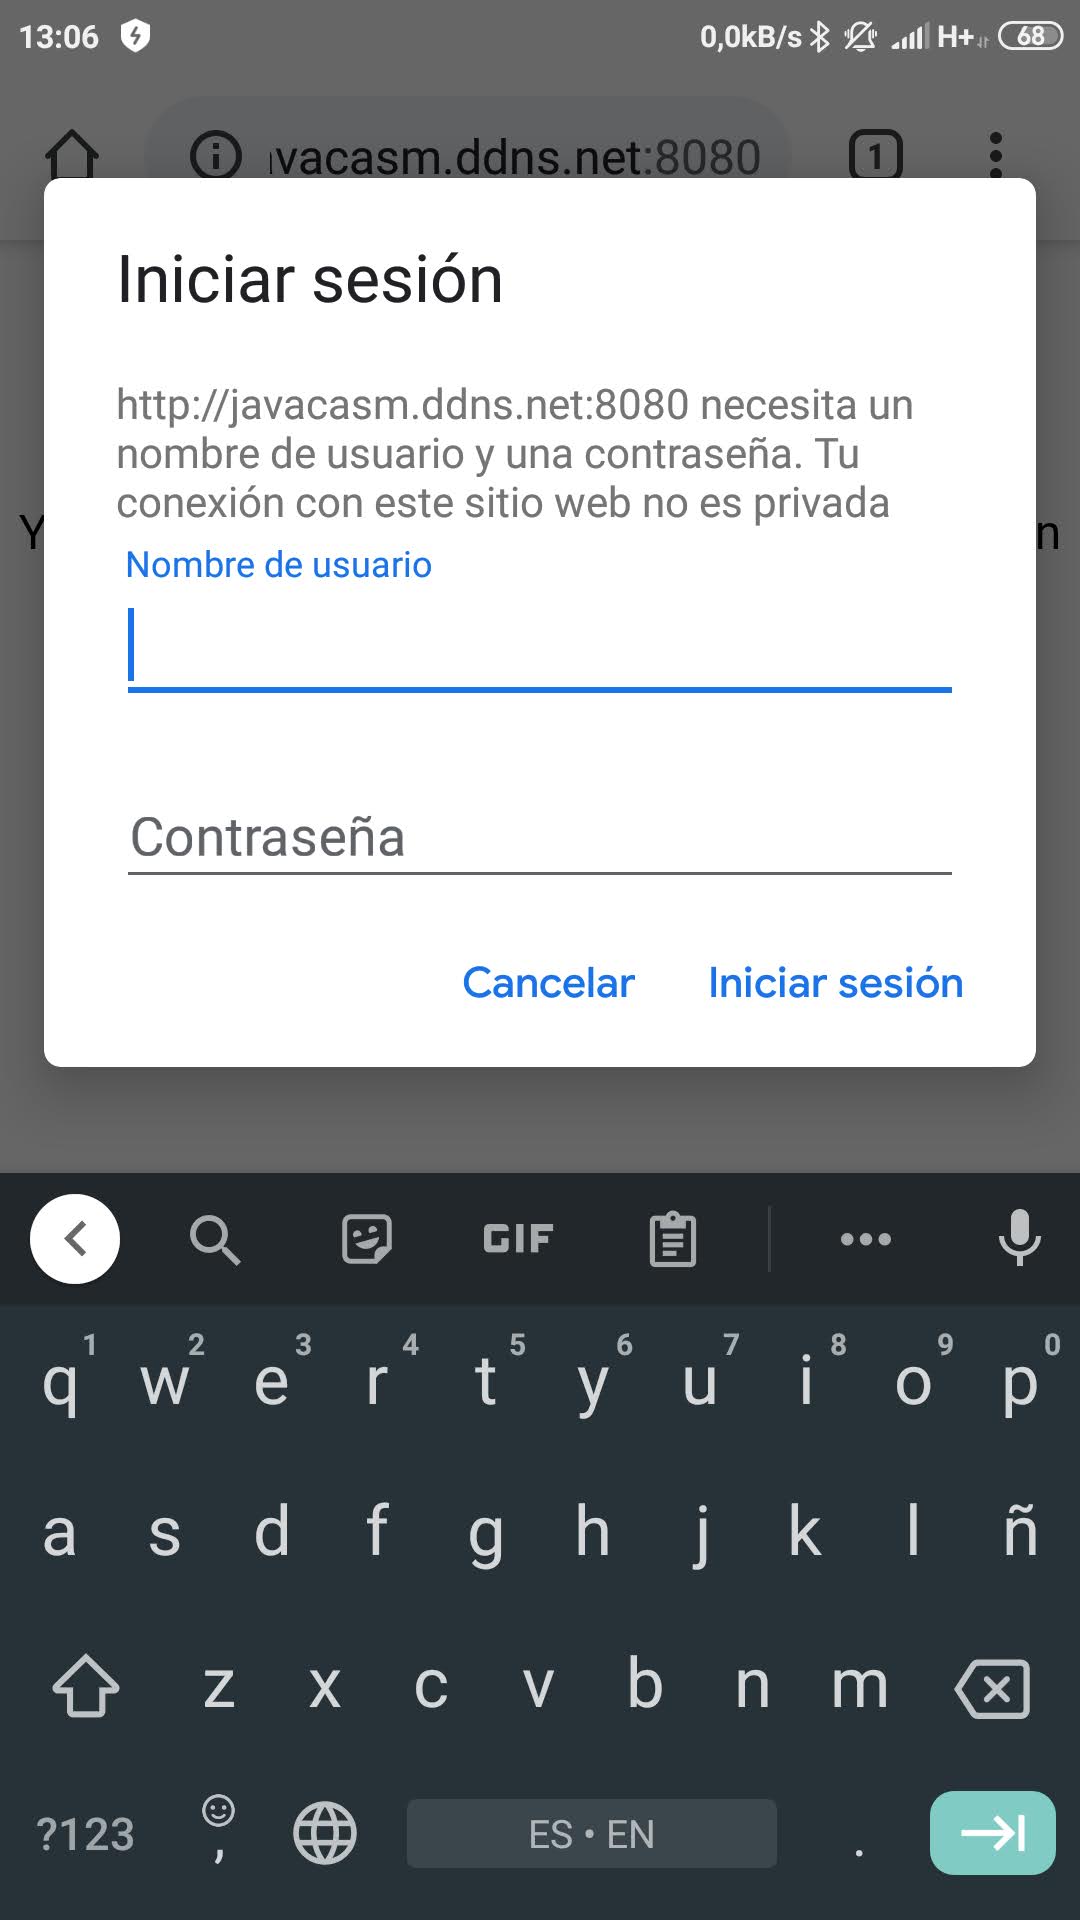 13:06 0,0kB/s H+ 68
vacasm.ddns.net:8080 1
Iniciar sesión
http://javacasm.ddns.net:8080 necesita un
nombre de usuario y una contraseña. Tu
conexión con este sitio web no es privada
Y n
Nombre de usuario
Contraseña
Cancelar Iniciar sesión
GIF
1 2 3 4 5 6 7 8 9 0
q w e r t y u i o p
a s d f g h j k l ñ
z x c v b n m
?123 , ES • EN .